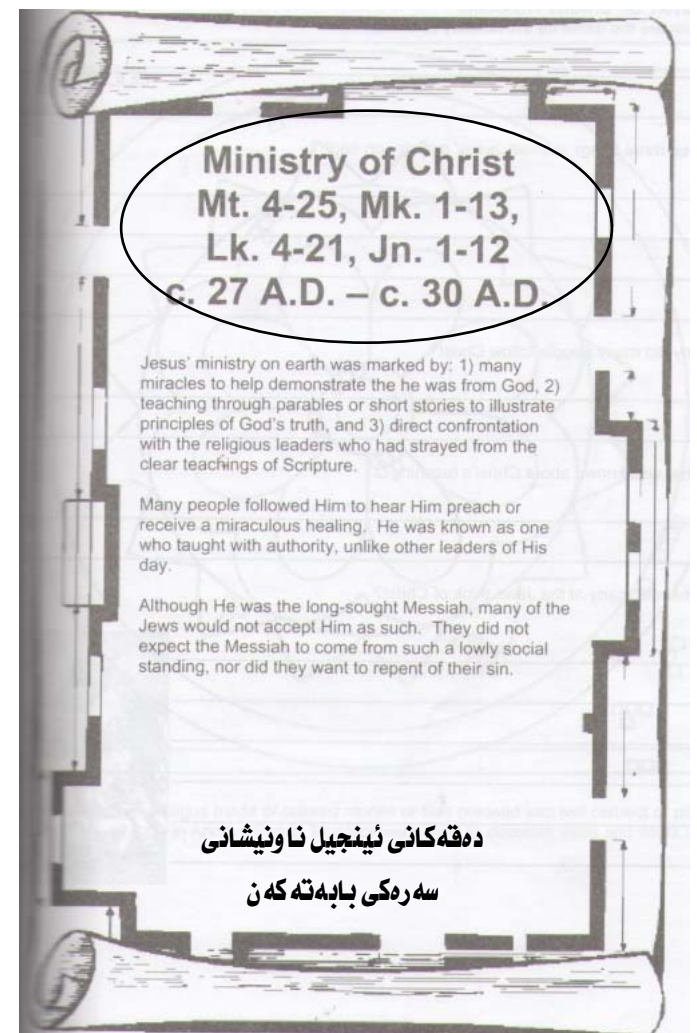 Ministry of Christ
Mt. 4-25, Mk. 1-13,
Lk. 4-21, Jn. 1-12
c. 27 A.D. – c. 30 A.D.
Jesus' ministry on earth was marked by: 1) many
miracles to help demonstrate the he was from God, 2)
teaching through parables or short stories to illustrate
principles of God's truth, and 3) direct confrontation
with the religious leaders who had strayed from the
clear teachings of Scripture.
Many people followed Him to hear Him preach or
receive a miraculous healing. He was known as one
who taught with authority, unlike other leaders of His
day.
Although He was the long-sought Messiah, many of the
Jews would not accept Him as such. They did not
expect the Messiah to come from such a lowly social
standing, nor did they want to repent of their sin.
دەقەکانی ئینجیل ناونیشانی
سەرەکی بابەتەکەن